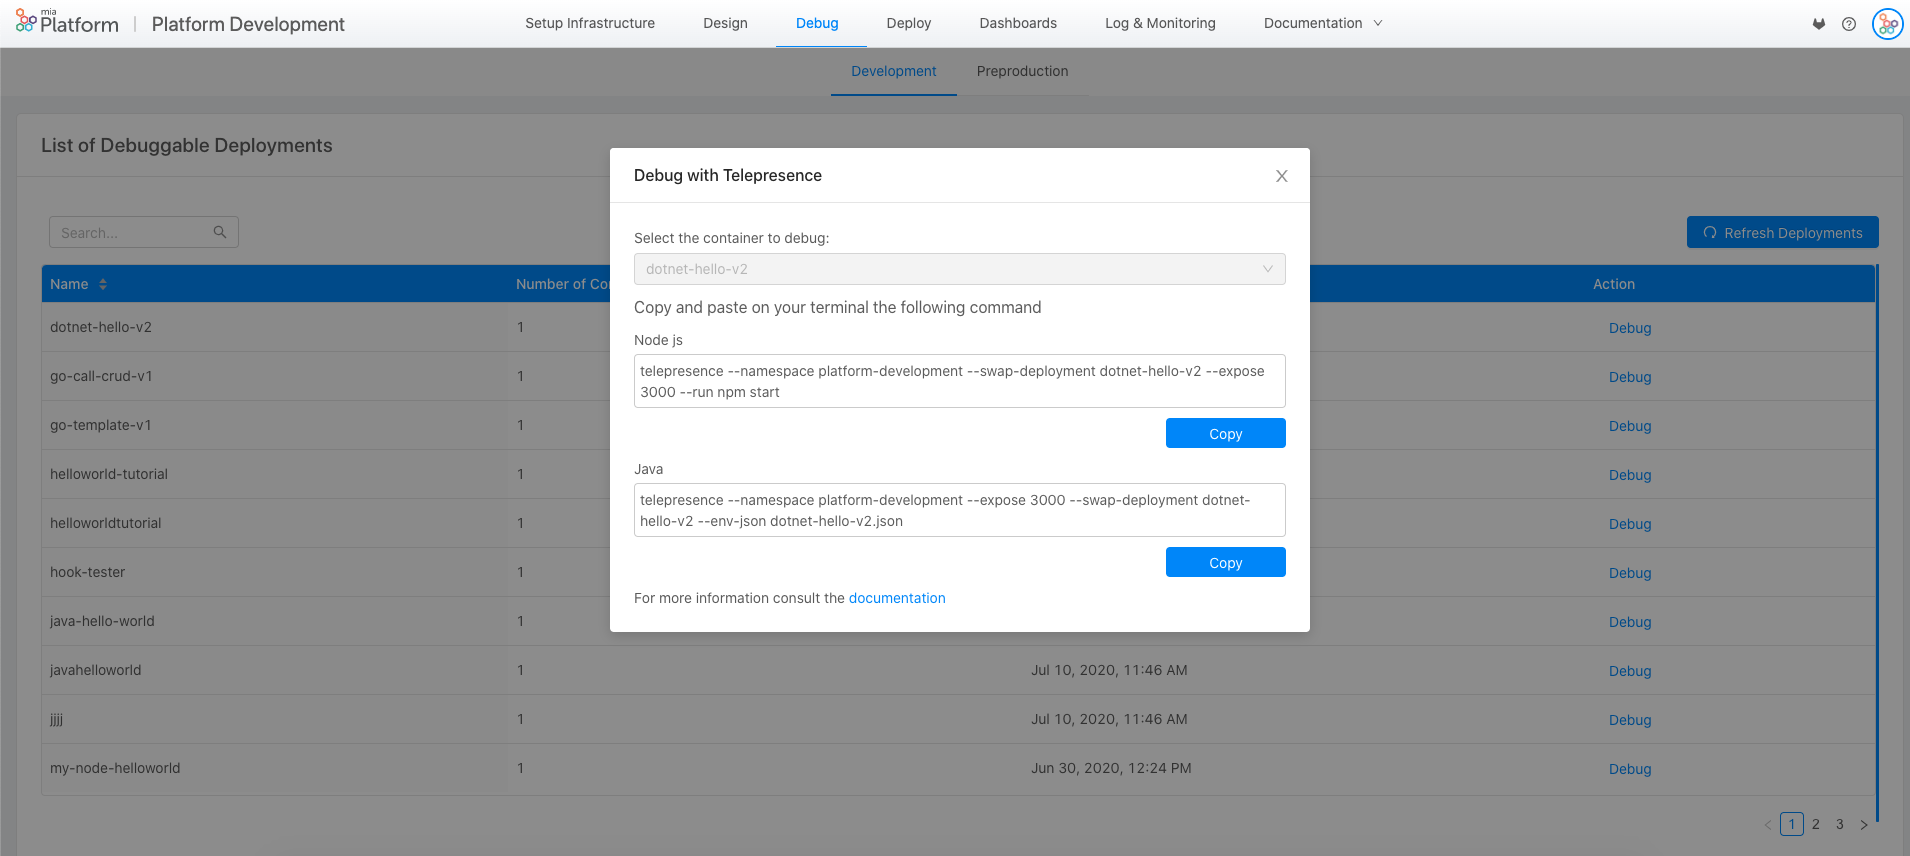 mia
Platform | Platform Development
Setup Infrastructure Design Debug Deploy Dashboards Log & Monitoring Documentation
Development Preproduction
List of Debuggable Deployments
Debug with Telepresence
Search...
Refresh Deployments
Select the container to debug:
dotnet-hello-v2
Name Number of Action
Copy and paste on your terminal the following command
dotnet-hello-v2 1 Debug
Node js
telepresence --namespace platform-development --swap-deployment dotnet-hello-v2 --expose
3000 --run npm start
go-call-crud-v1 1 Debug
Copy
go-template-v1 1 Debug
Java
helloworld-tutorial 1 Debug
telepresence --namespace platform-development --expose 3000 --swap-deployment dotnet-
hello-v2 --env-json dotnet-hello-v2.json
helloworldtutorial 1 Debug
Copy
hook-tester 1 Debug
For more information consult the documentation
java-hello-world 1 Debug
javahelloworld 1 Jul 10, 2020, 11:46 AM Debug
jjjj 1 Jul 10, 2020, 11:46 AM Debug
my-node-helloworld 1 Jun 30, 2020, 12:24 PM Debug
< 1 2 3 >